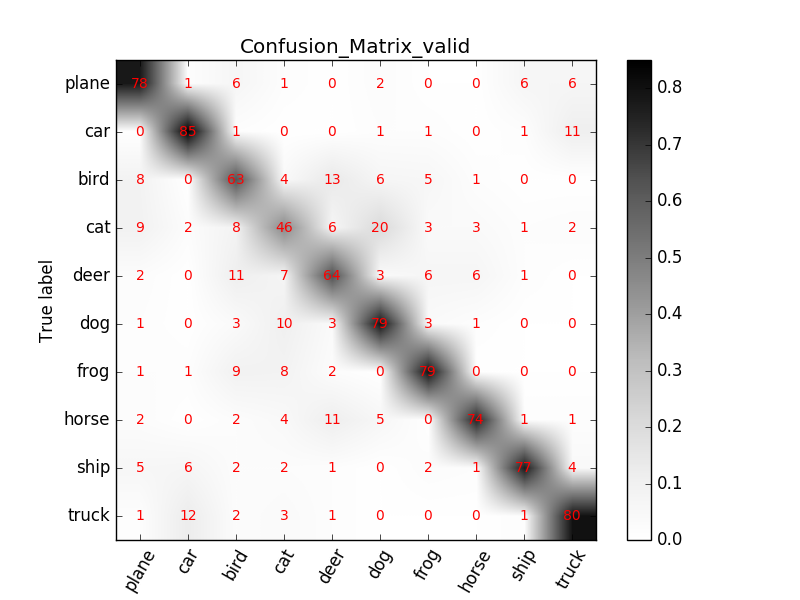 Confusion_Matrix_valid
plane 78 1 6 1 0 2 0 0 6 6
car 0 85 1 0 0 1 1 0 1 11
bird 8 0 63 4 13 6 5 1 0 0
cat 9 2 8 46 6 20 3 3 1 2
deer 2 0 11 7 64 3 6 6 1 0
dog 1 0 3 10 3 79 3 1 0 0
frog 1 1 9 8 2 0 79 0 0 0
horse 2 0 2 4 11 5 0 74 1 1
ship 5 6 2 2 1 0 2 1 77 4
truck 1 12 2 3 1 0 0 0 1 80
True label
plane car bird cat deer dog frog horse ship truck
0.8
0.7
0.6
0.5
0.4
0.3
0.2
0.1
0.0